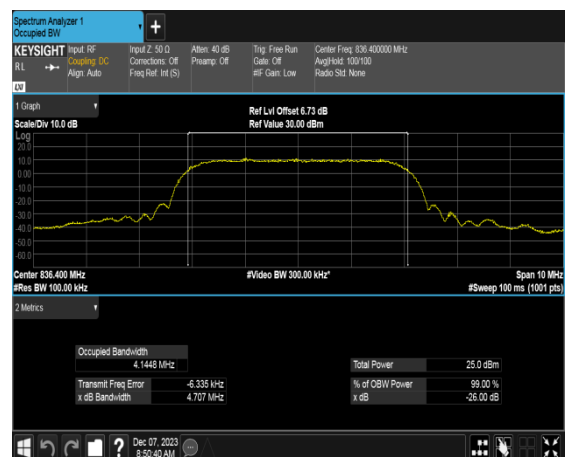 Spectrum Analyzer 1
Occupied BW
+
KEYSIGHT Input: RF Input Z: 50 Ω Atten: 40 dB Trig: Free Run Center Freq: 836.400000 MHz
RL Coupling: DC Corrections: Off Preamp: Off Gate: Off Avg|Hold: 100/100
Align: Auto Freq Ref: Int (S) #IF Gain: Low Radio Std: None
LXI
1 Graph
Ref Lvl Offset 6.73 dB
Scale/Div 10.0 dB Ref Value 30.00 dBm
Log
20.0
10.0
0.00
-10.0
-20.0
-30.0
-40.0
-50.0
-60.0
Center 836.400 MHz #Video BW 300.00 kHz* Span 10 MHz
#Res BW 100.00 kHz #Sweep 100 ms (1001 pts)
2 Metrics
Occupied Bandwidth
4.1448 MHz Total Power 25.0 dBm
Transmit Freq Error -6.335 kHz % of OBW Power 99.00 %
x dB Bandwidth 4.707 MHz x dB -26.00 dB
? Dec 07, 2023
8:50:40 AM